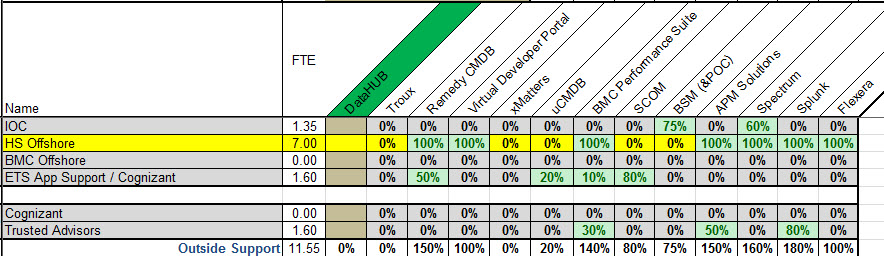 Name FTE DataHUB Troux Remedy CMDB Virtual Developer Portal xMatters uCMDB BMC Performance Suite SCOM BSM (&POC) APM Solutions Spectrum Splunk Flexera
IOC 1.35 0% 0% 0% 0% 0% 0% 0% 75% 0% 60% 0% 0%
HS Offshore 7.00 0% 100% 100% 0% 0% 100% 0% 0% 100% 100% 100% 100%
BMC Offshore 0.00 0% 0% 0% 0% 0% 0% 0% 0% 0% 0% 0% 0%
ETS App Support / Cognizant 1.60 0% 50% 0% 0% 20% 10% 80% 0% 0% 0% 0% 0%
Cognizant 0.00 0% 0% 0% 0% 0% 0% 0% 0% 0% 0% 0% 0%
Trusted Advisors 1.60 0% 0% 0% 0% 0% 30% 0% 0% 50% 0% 80% 0%
Outside Support 11.55 0% 0% 150% 100% 0% 20% 140% 80% 75% 150% 160% 180% 100%